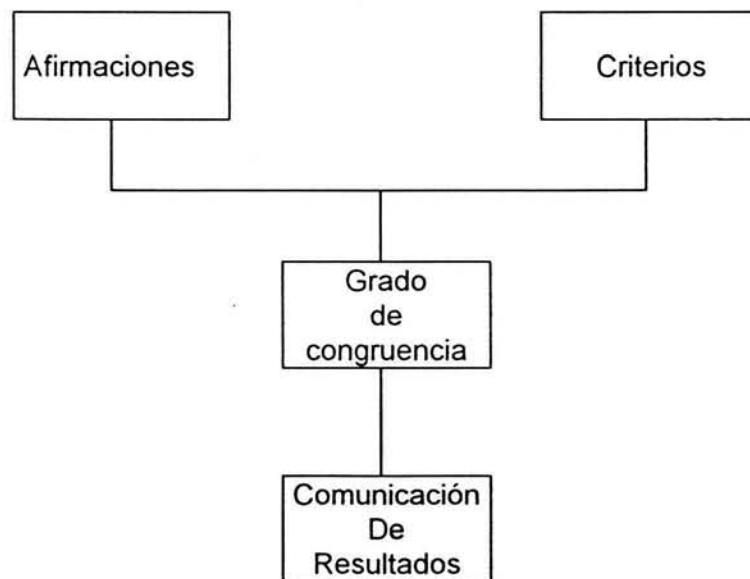 Afirmaciones
Criterios
Grado
de
congruencia
Comunicación
De
Resultados